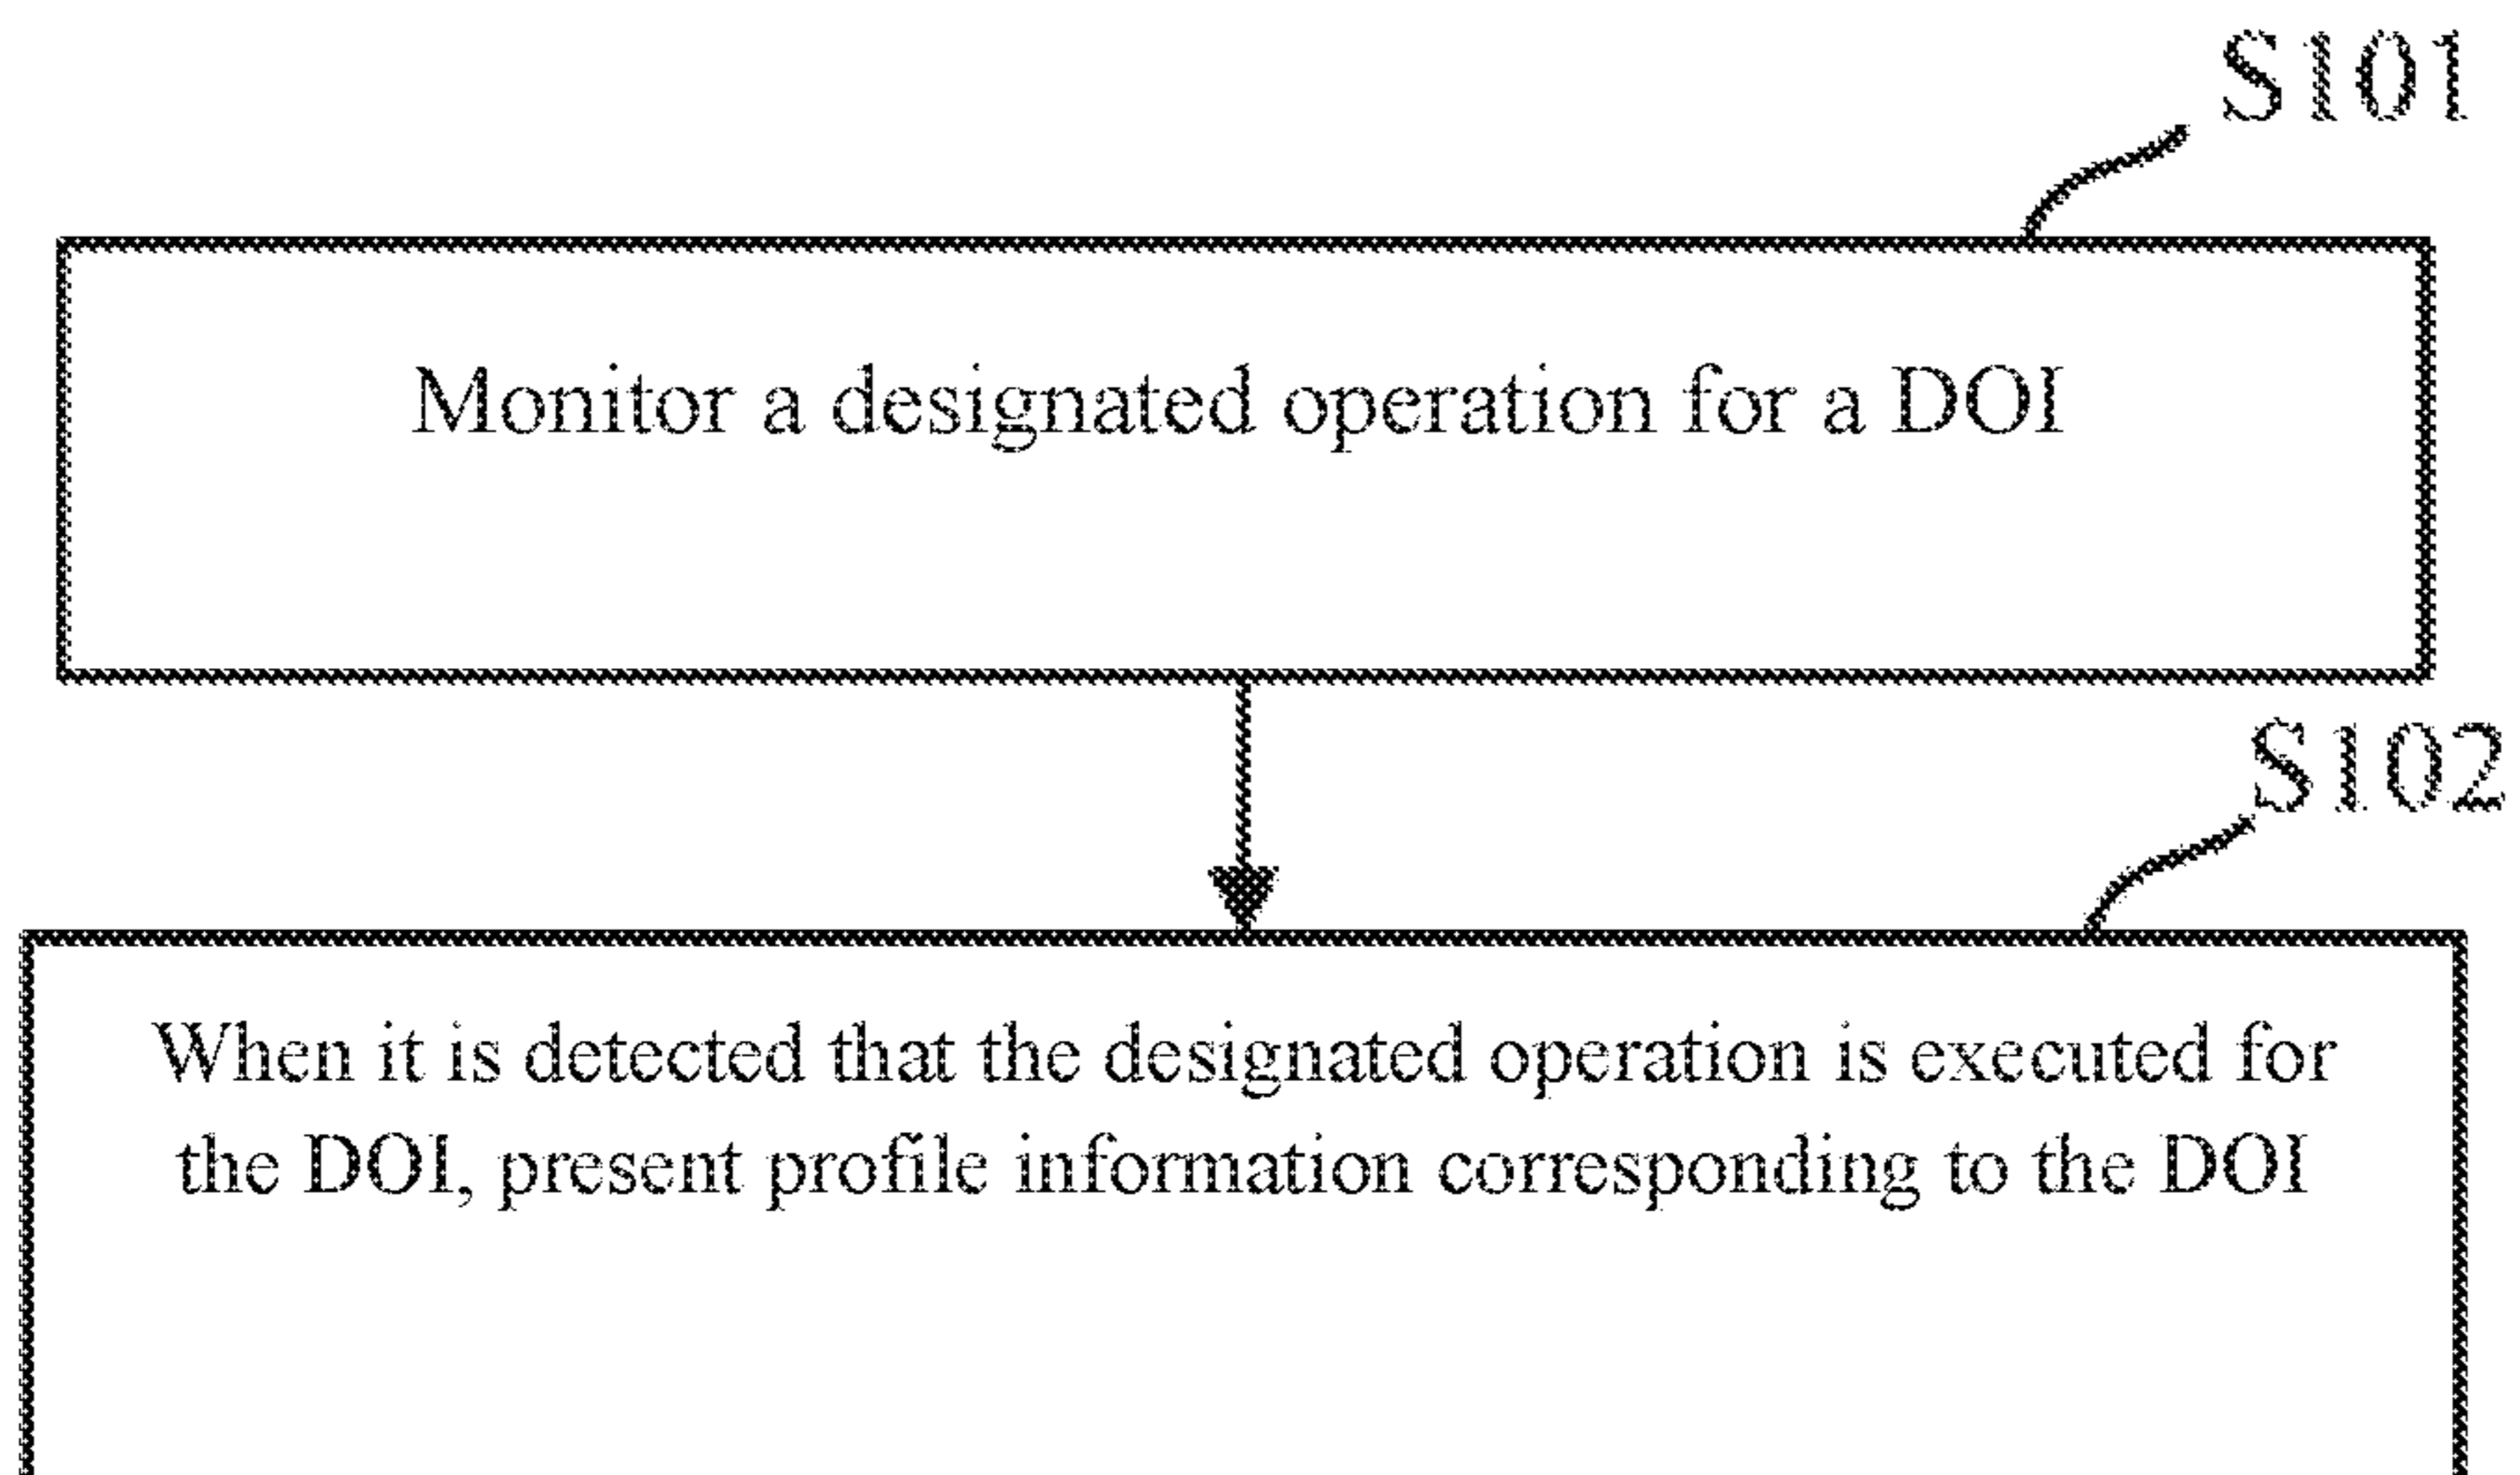 S101
Monitor a designated operation for a DOI
S102
When it is detected that the designated operation is executed for
the DOI, present profile information corresponding to the DOI